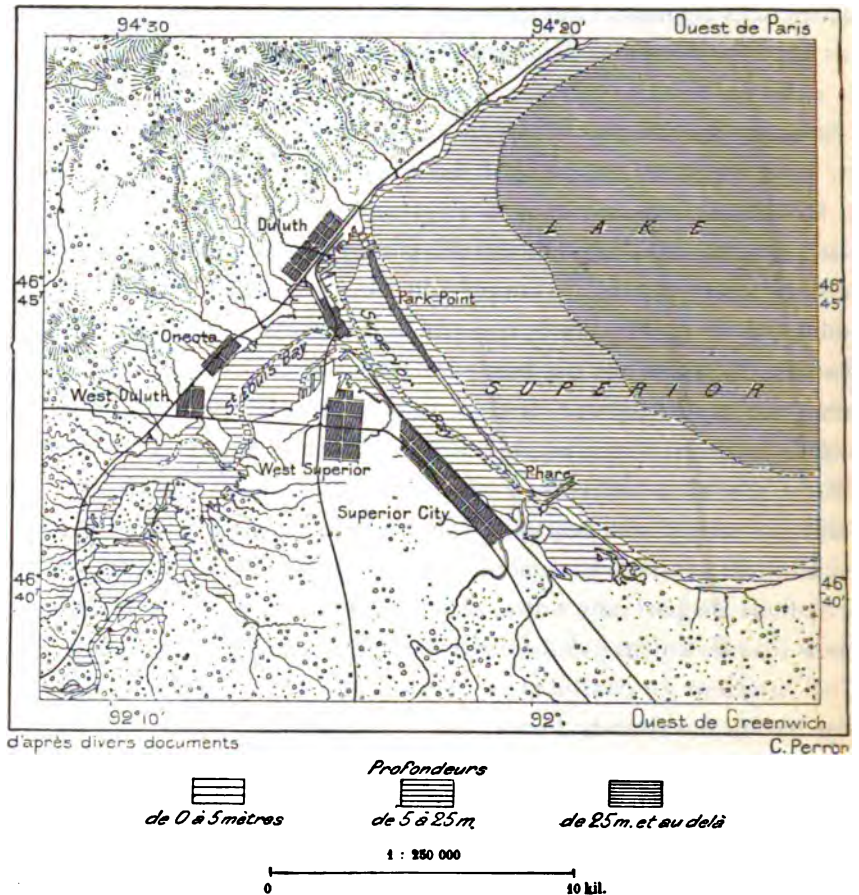 94°30 94°20 Ouest de Paris
LAKE
Duluth
46° 45' 46° 45'
Park Point
Oneota
Superior Bay
St Louis Bay
SUPERIOR
West Duluth
West Superior
Phare
Superior City
46° 40' 46° 40'
92°10' 92° Ouest de Greenwich
d'après divers documents C. Perron
Profondeurs
de 0 à 5 mètres de 5 à 25 m. de 25 m. et au delà
1 : 250 000
0 10 kil.